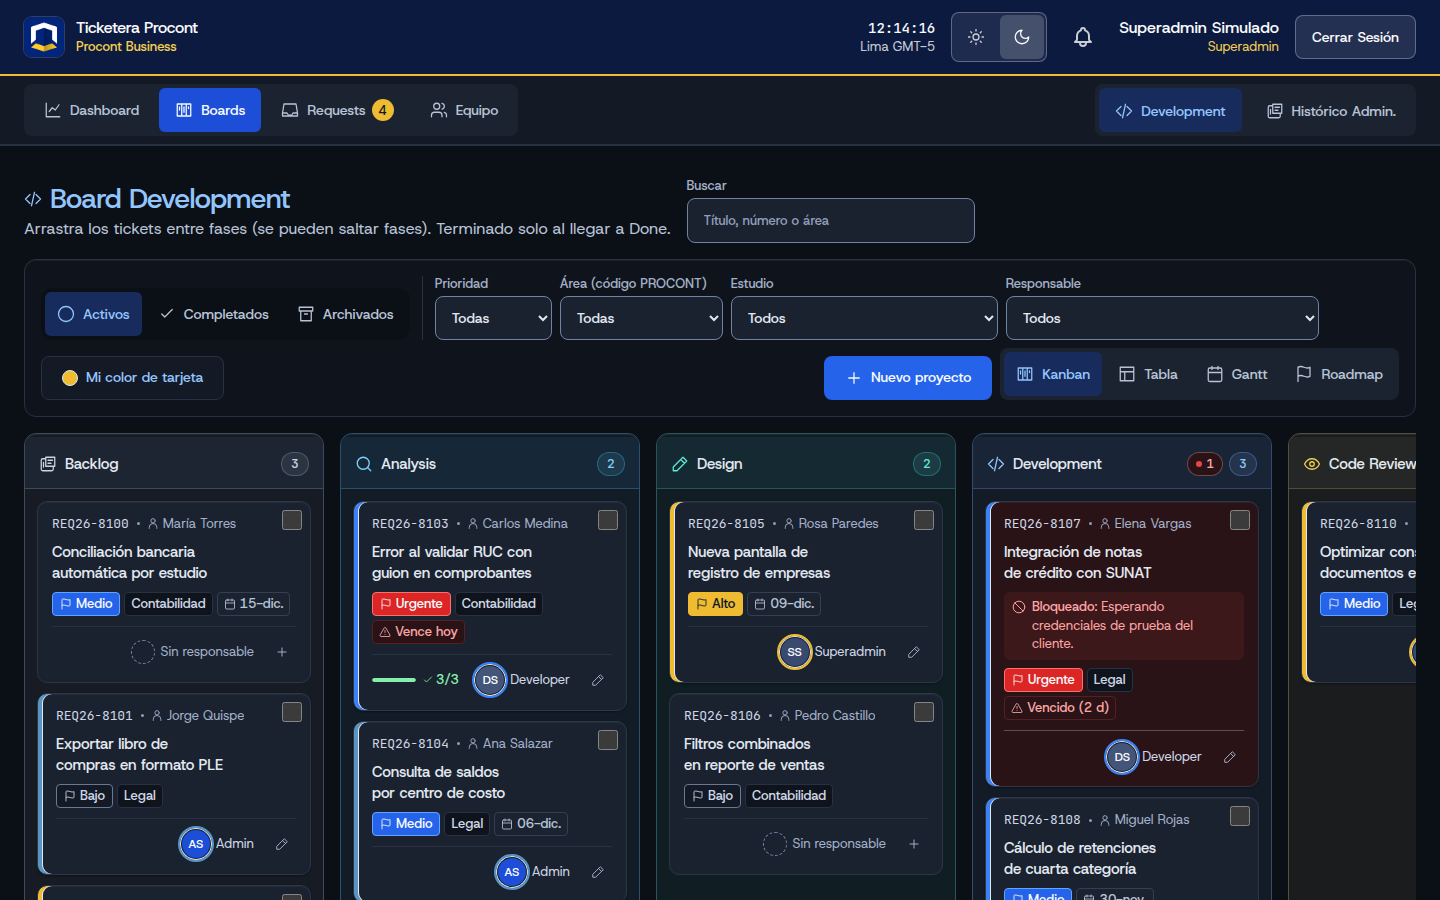 Ticketera Procont
Procont Business
12:14:16
Lima GMT-5
Superadmin Simulado
Superadmin
Cerrar Sesión
Dashboard
Boards
Requests 4
Equipo
Development
Histórico Admin.
Board Development
Arrastra los tickets entre fases (se pueden saltar fases). Terminado solo al llegar a Done.
Buscar
Título, número o área
Activos
Completados
Archivados
Prioridad
Todas
Área (código PROCONT)
Todas
Estudio
Todos
Responsable
Todos
Mi color de tarjeta
Nuevo proyecto
Kanban
Tabla
Gantt
Roadmap
Backlog 3
REQ26-8100 • María Torres
Conciliación bancaria
automática por estudio
Medio Contabilidad 15-dic.
Sin responsable +
REQ26-8101 • Jorge Quispe
Exportar libro de
compras en formato PLE
Bajo Legal
AS Admin
Analysis 2
REQ26-8103 • Carlos Medina
Error al validar RUC con
guion en comprobantes
Urgente Contabilidad
Vence hoy
3/3 DS Developer
REQ26-8104 • Ana Salazar
Consulta de saldos
por centro de costo
Medio Legal 06-dic.
AS Admin
Design 2
REQ26-8105 • Rosa Paredes
Nueva pantalla de
registro de empresas
Alto 09-dic.
SS Superadmin
REQ26-8106 • Pedro Castillo
Filtros combinados
en reporte de ventas
Bajo Contabilidad
Sin responsable +
Development 1 3
REQ26-8107 • Elena Vargas
Integración de notas
de crédito con SUNAT
Bloqueado: Esperando
credenciales de prueba del
cliente.
Urgente Legal
Vencido (2 d)
DS Developer
REQ26-8108 • Miguel Rojas
Cálculo de retenciones
de cuarta categoría
Medio 30-nov.
Code Review
REQ26-8110 •
Optimizar cons
documentos e
Medio Leg